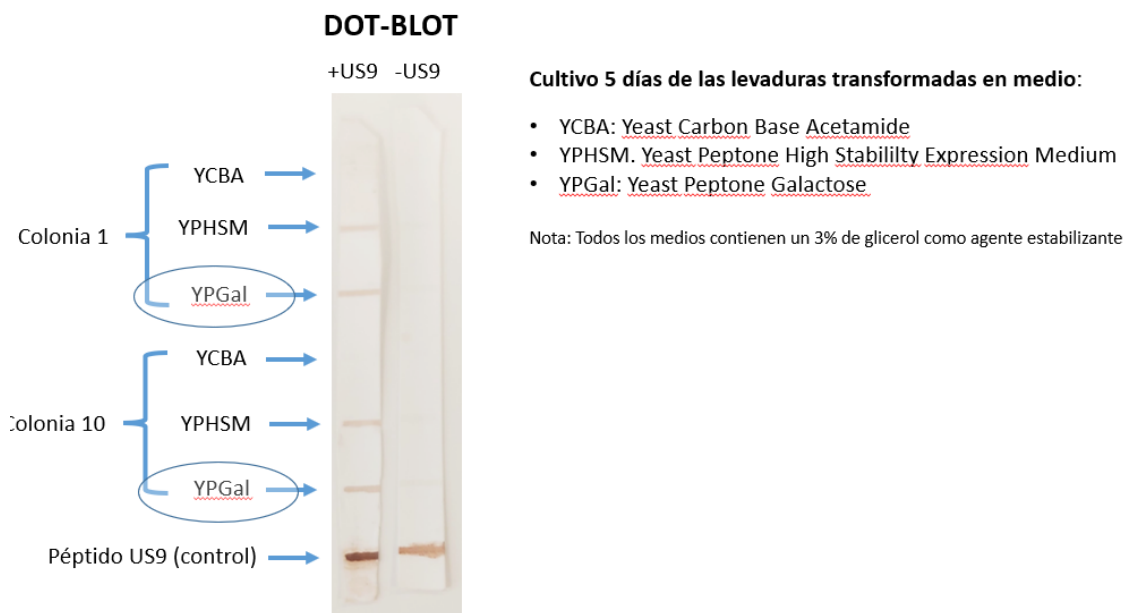 DOT-BLOT
+US9 -US9
Cultivo 5 días de las levaduras transformadas en medio:
• YCBA: Yeast Carbon Base Acetamide
• YPHSM. Yeast Peptone High Stabililty Expression Medium
• YPGal: Yeast Peptone Galactose
Nota: Todos los medios contienen un 3% de glicerol como agente estabilizante
YCBA
YPHSM
Colonia 1
YPGal
YCBA
YPHSM
olonia 10
YPGal
Péptido US9 (control)